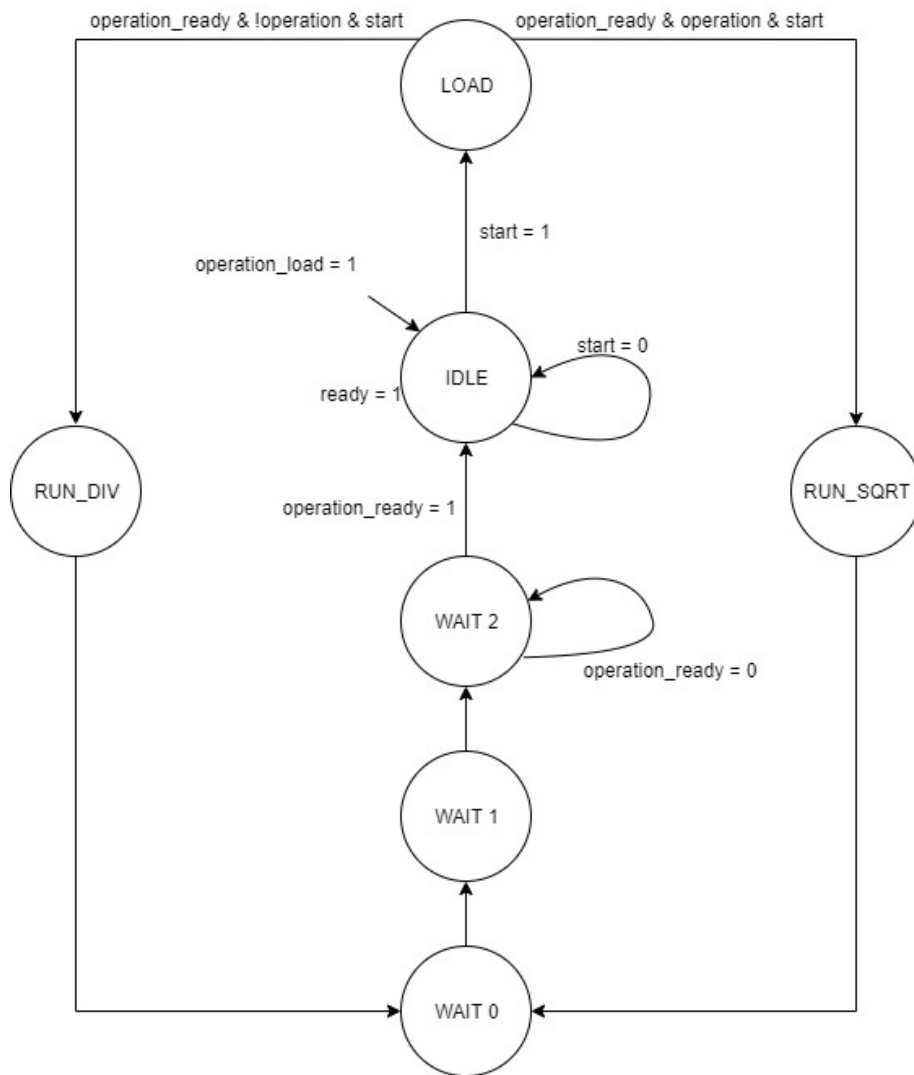 operation_ready & !operation & start
operation_ready & operation & start
LOAD
start = 1
operation_load = 1
start = 0
IDLE
ready = 1
RUN_DIV
RUN_SQRT
operation_ready = 1
WAIT 2
operation_ready = 0
WAIT 1
WAIT 0